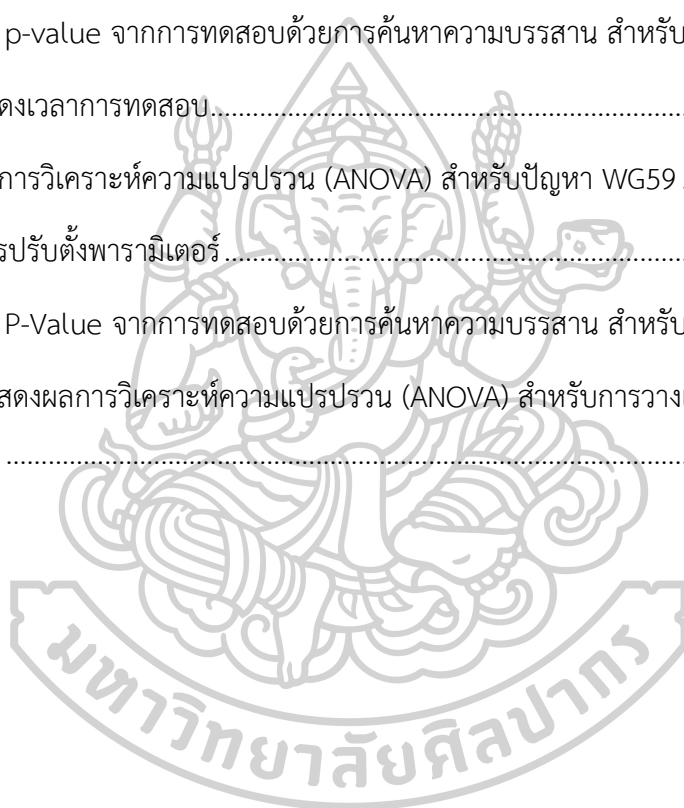 p-value จากการทดสอบด้วยการค้นหาความบรรสาน สำหรับ
ดงเวลาการทดสอบ
การวิเคราะห์ความแปรปรวน (ANOVA) สำหรับปัญหา WG59
รปรับตั้งพารามิเตอร์
P-Value จากการทดสอบด้วยการค้นหาความบรรสาน สำหรับ
สดงผลการวิเคราะห์ความแปรปรวน (ANOVA) สำหรับการวาง
มหาวิทยาลัยศิลปากร